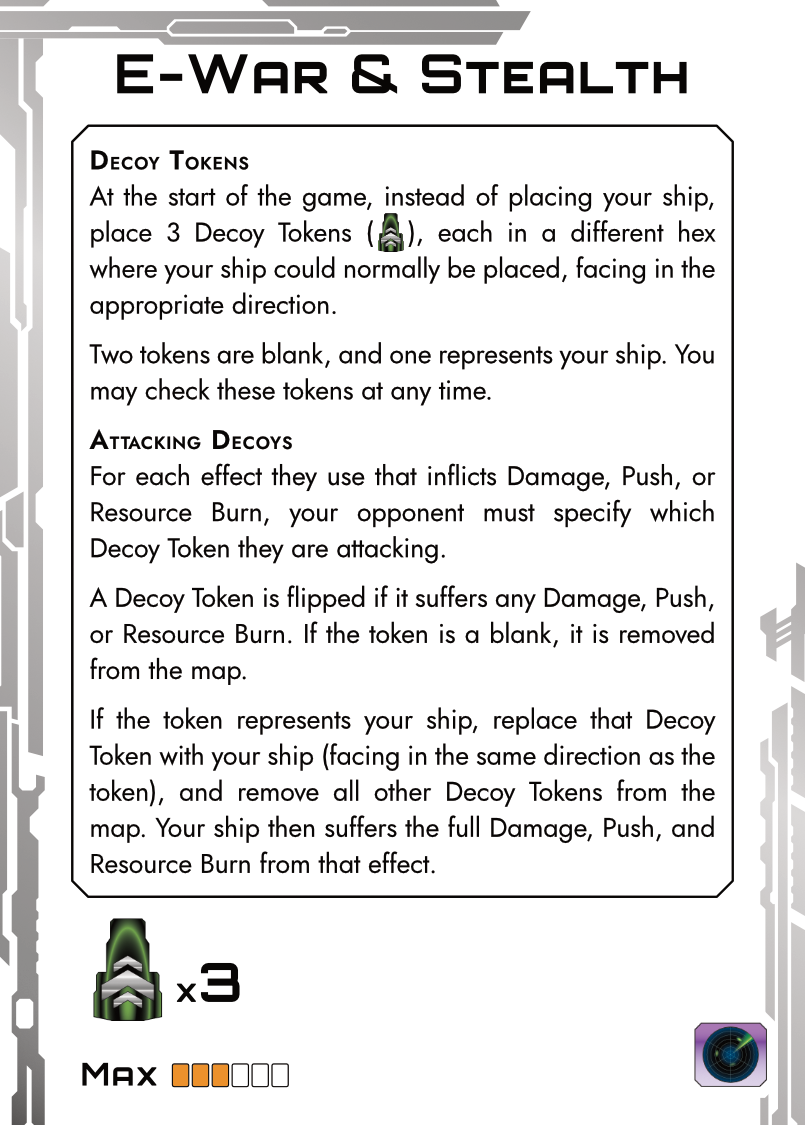 E-War & Stealth
Decoy Tokens
At the start of the game, instead of placing your ship,
place 3 Decoy Tokens ( ), each in a different hex
where your ship could normally be placed, facing in the
appropriate direction.
Two tokens are blank, and one represents your ship. You
may check these tokens at any time.
Attacking Decoys
For each effect they use that inflicts Damage, Push, or
Resource Burn, your opponent must specify which
Decoy Token they are attacking.
A Decoy Token is flipped if it suffers any Damage, Push,
or Resource Burn. If the token is a blank, it is removed
from the map.
If the token represents your ship, replace that Decoy
Token with your ship (facing in the same direction as the
token), and remove all other Decoy Tokens from the
map. Your ship then suffers the full Damage, Push, and
Resource Burn from that effect.
x3
Max